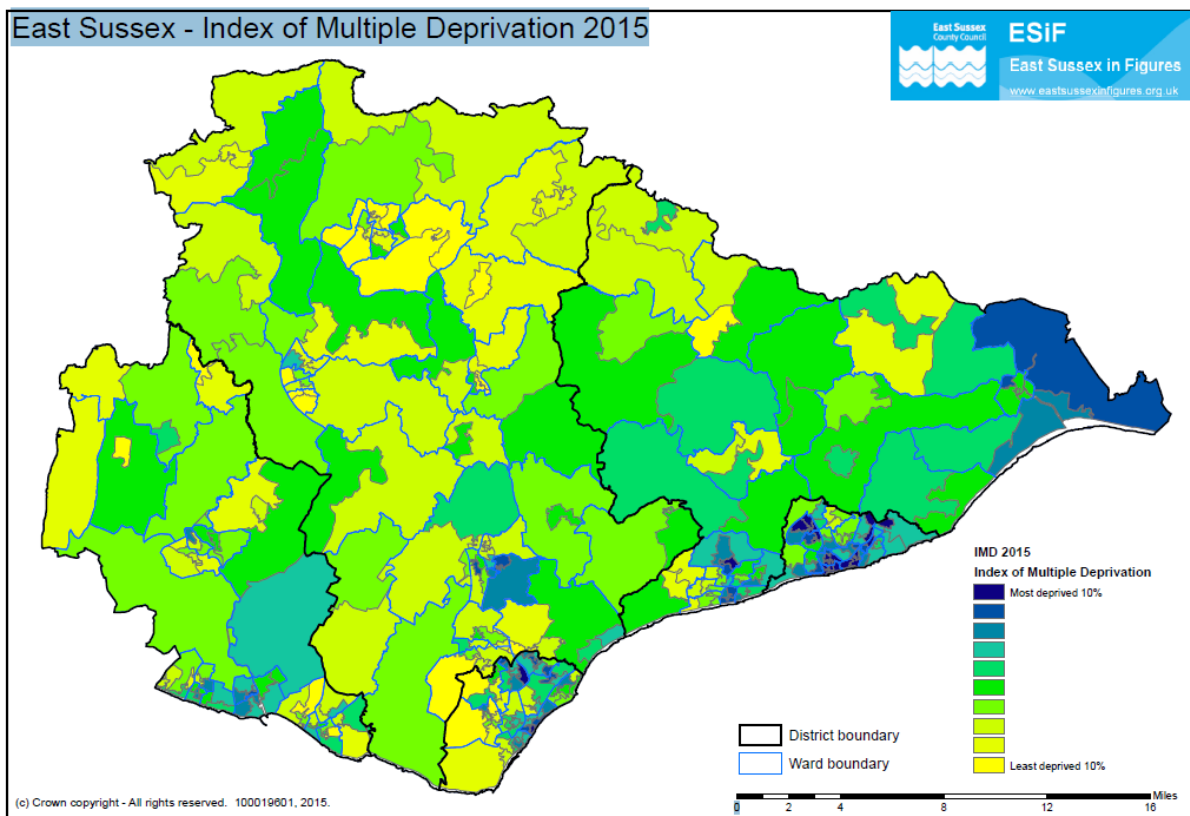 East Sussex - Index of Multiple Deprivation 2015
East Sussex
County Council
ESiF
East Sussex in Figures
www.eastsussexinfigures.org.uk
IMD 2015
Index of Multiple Deprivation
Most deprived 10%
Least deprived 10%
District boundary
Ward boundary
(c) Crown copyright - All rights reserved. 100019601, 2015.
Miles
0 2 4 8 12 16